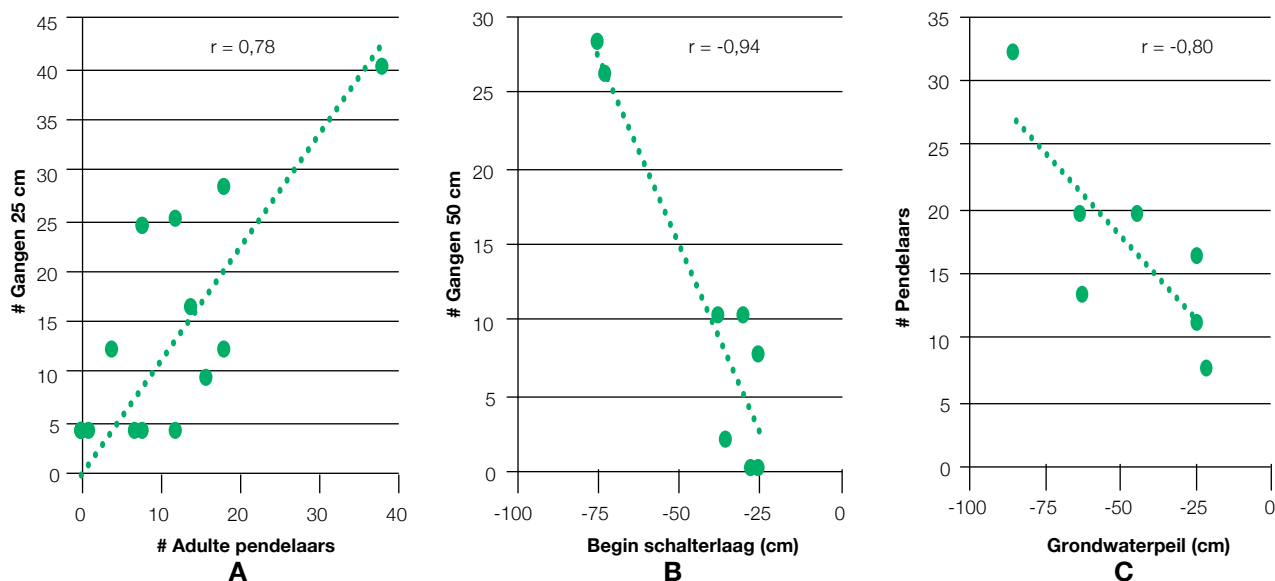 r = 0,78
# Gangen 25 cm
45
40
35
30
25
20
15
10
5
0
0 10 20 30 40
# Adulte pendelaars
A
r = -0,94
# Gangen 50 cm
30
25
20
15
10
5
0
-100 -75 -50 -25 0
Begin schalterlaag (cm)
B
r = -0,80
# Pendelaars
35
30
25
20
15
10
0
-100 -75 -50 -25 0
Grondwaterpeil (cm)
C